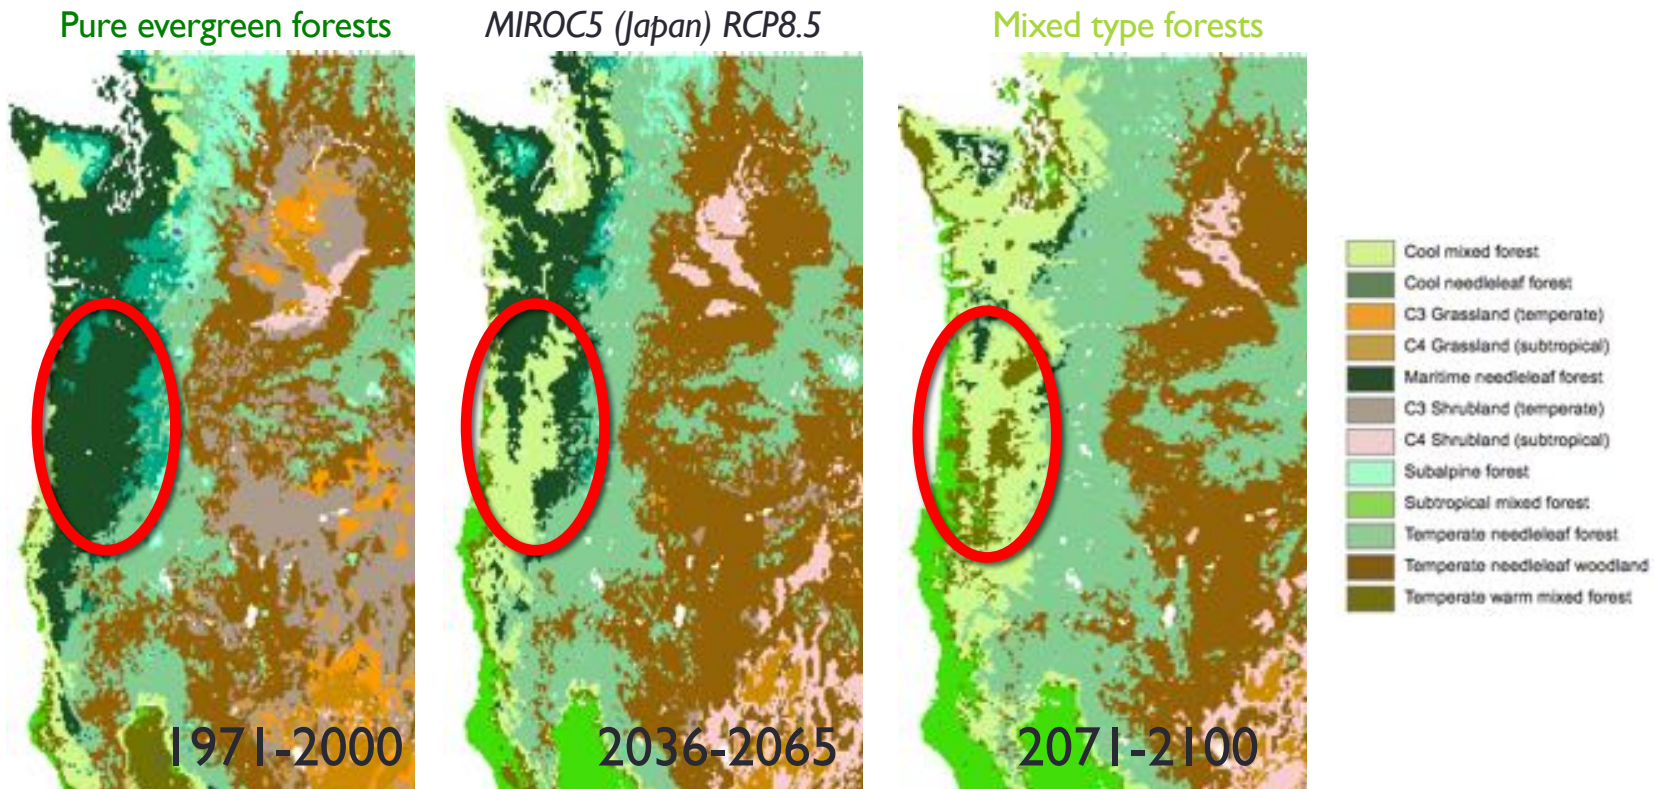 Pure evergreen forests
MIROC5 (Japan) RCP8.5
Mixed type forests
Cool mixed forest
Cool needleleaf forest
C3 Grassland (temperate)
C4 Grassland (subtropical)
Maritime needleleaf forest
C3 Shrubland (temperate)
C4 Shrubland (subtropical)
Subalpine forest
Subtropical mixed forest
Temperate needleleaf forest
Temperate needleleaf woodland
Temperate warm mixed forest
1971-2000
2036-2065
2071-2100